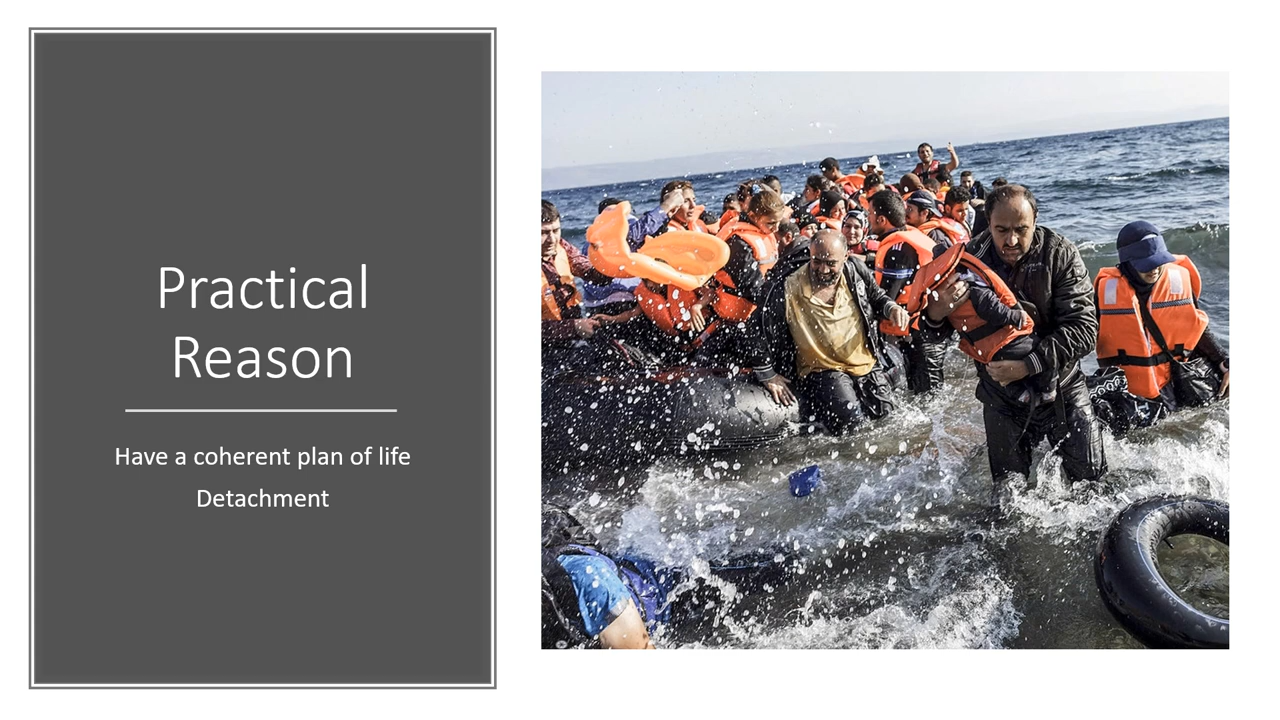 Practical
Reason
Have a coherent plan of life
Detachment